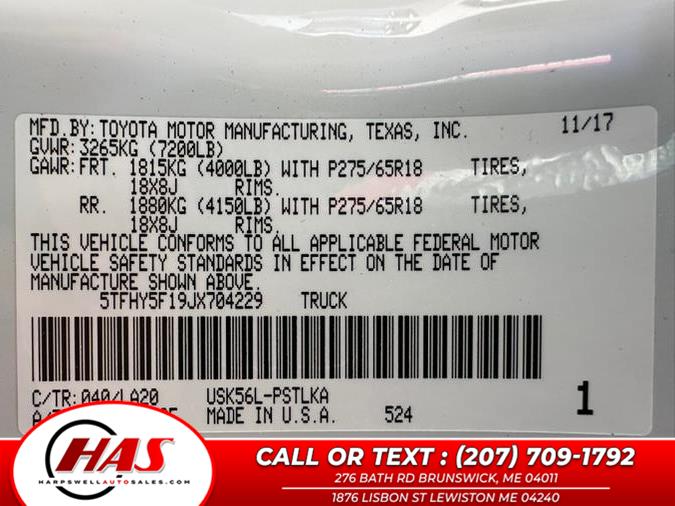 MFD.BY: TOYOTA MOTOR MANUFACTURING, TEXAS, INC. 11/17
GVWR: 3265KG (7200LB)
GAWR: FRT. 1815KG (4000LB) WITH P275/65R18 TIRES,
18X8J RIMS.
RR. 1880KG (4150LB) WITH P275/65R18 TIRES,
18X8J RIMS.
THIS VEHICLE CONFORMS TO ALL APPLICABLE FEDERAL MOTOR
VEHICLE SAFETY STANDARDS IN EFFECT ON THE DATE OF
MANUFACTURE SHOWN ABOVE.
5TFHY5F19JX704229 TRUCK
C/TR: 040/LA20 USK56L-PSTLKA
MADE IN U.S.A. 524 1
HAS
HARPSWELLAUTOSALES.COM
CALL OR TEXT : (207) 709-1792
276 BATH RD BRUNSWICK, ME 04011
1876 LISBON ST LEWISTON ME 04240